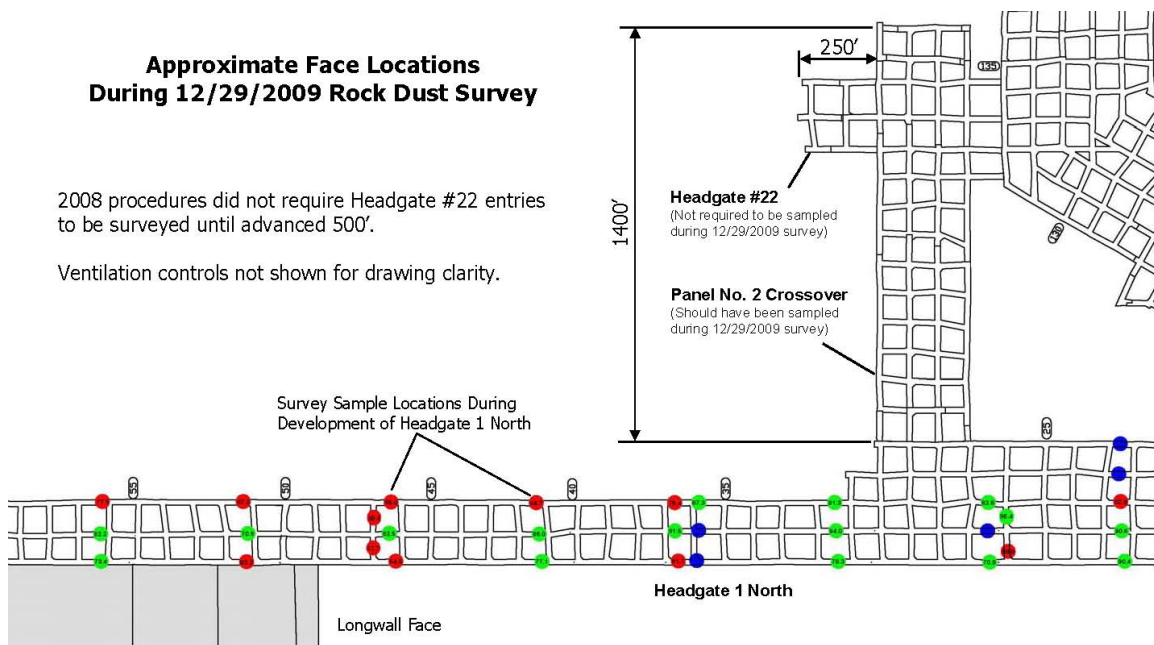 Approximate Face Locations
During 12/29/2009 Rock Dust Survey
2008 procedures did not require Headgate #22 entries
to be surveyed until advanced 500’.
Ventilation controls not shown for drawing clarity.
250’
135
1400’
Headgate #22
(Not required to be sampled
during 12/29/2009 survey)
130
Panel No. 2 Crossover
(Should have been sampled
during 12/29/2009 survey)
Survey Sample Locations During
Development of Headgate 1 North
25
55
50
45
40
35
Headgate 1 North
Longwall Face